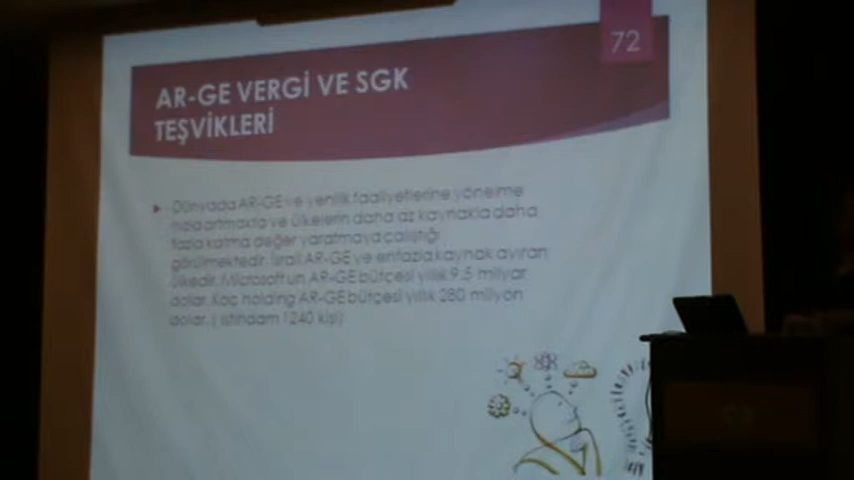 72
AR-GE VERGİ VE SGK
TEŞVİKLERİ
Dünyada AR-GE ve yenilik faaliyetlerine yönelme
hızla artmakta ve ülkelerin daha az kaynakla daha
fazla katma değer yaratmaya çalıştığı
görülmektedir. İsrail AR-GE ye enfazla kaynak ayıran
ülkedir. Microsoft un AR-GE bütçesi yıllık 9.5 milyar
dolar. Koç holding AR-GE bütçesi yıllık 280 milyon
dolar. ( istihdam 1240 kişi)